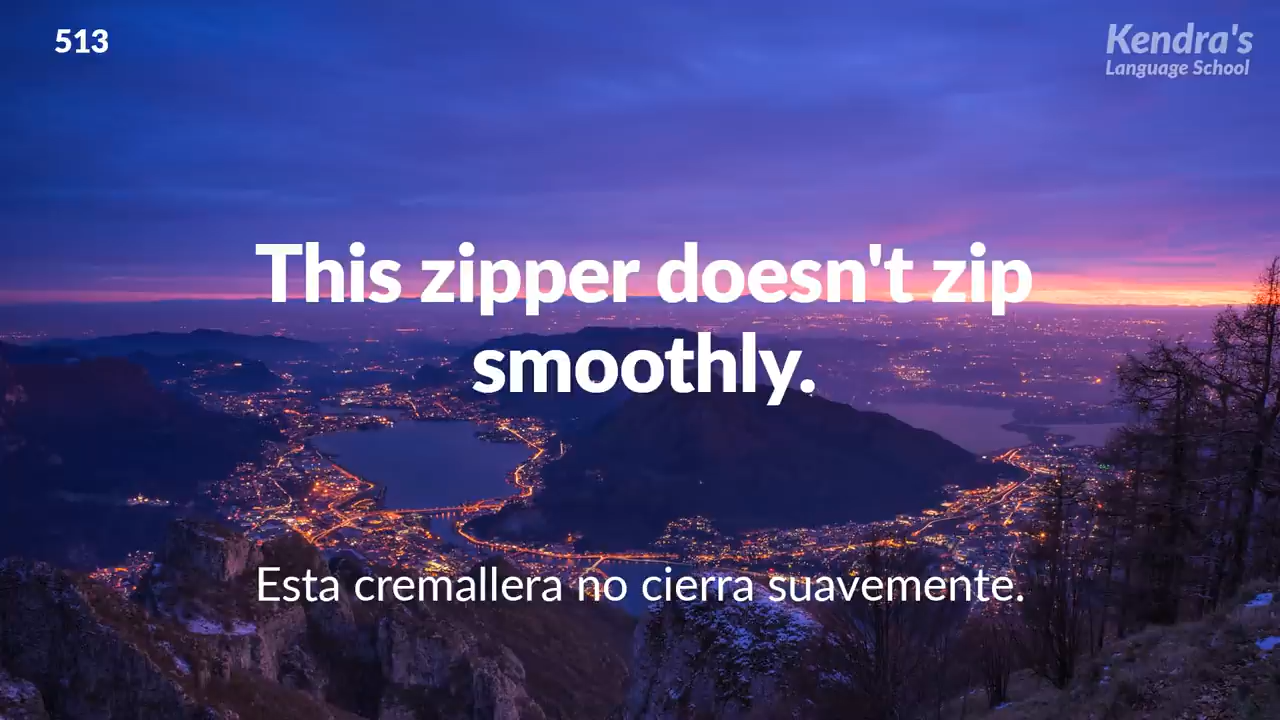 513
Kendra's
Language School
This zipper doesn't zip
smoothly.
Esta cremallera no cierra suavemente.